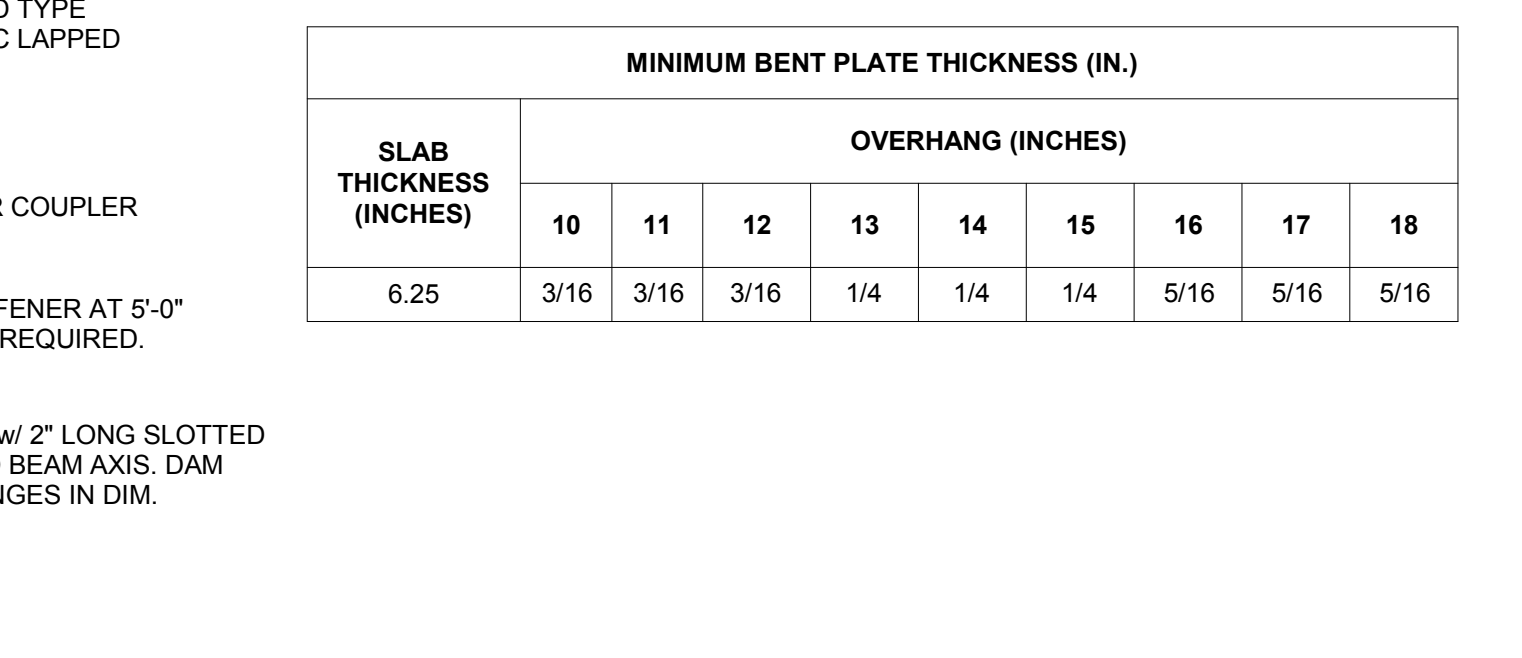 TYPE
LAPPED
COUPLER
AT 5'-0"
REQUIRED.
w/ 2" LONG SLOTTED
BEAM AXIS. DAM
IN DIM.
MINIMUM BENT PLATE THICKNESS (IN.)
SLAB
THICKNESS
(INCHES)
OVERHANG (INCHES)
10 11 12 13 14 15 16 17 18
6.25 3/16 3/16 3/16 1/4 1/4 1/4 5/16 5/16 5/16